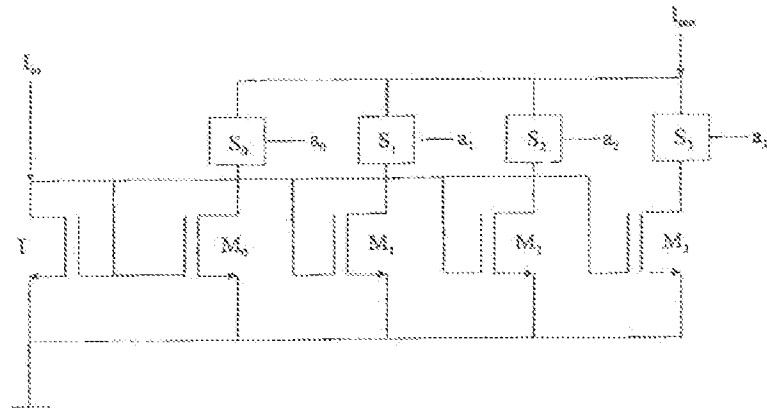 S₀ a₀ S₁ a₁ S₂ a₂ S₃ a₃
T M₀ M₁ M₂ M₃